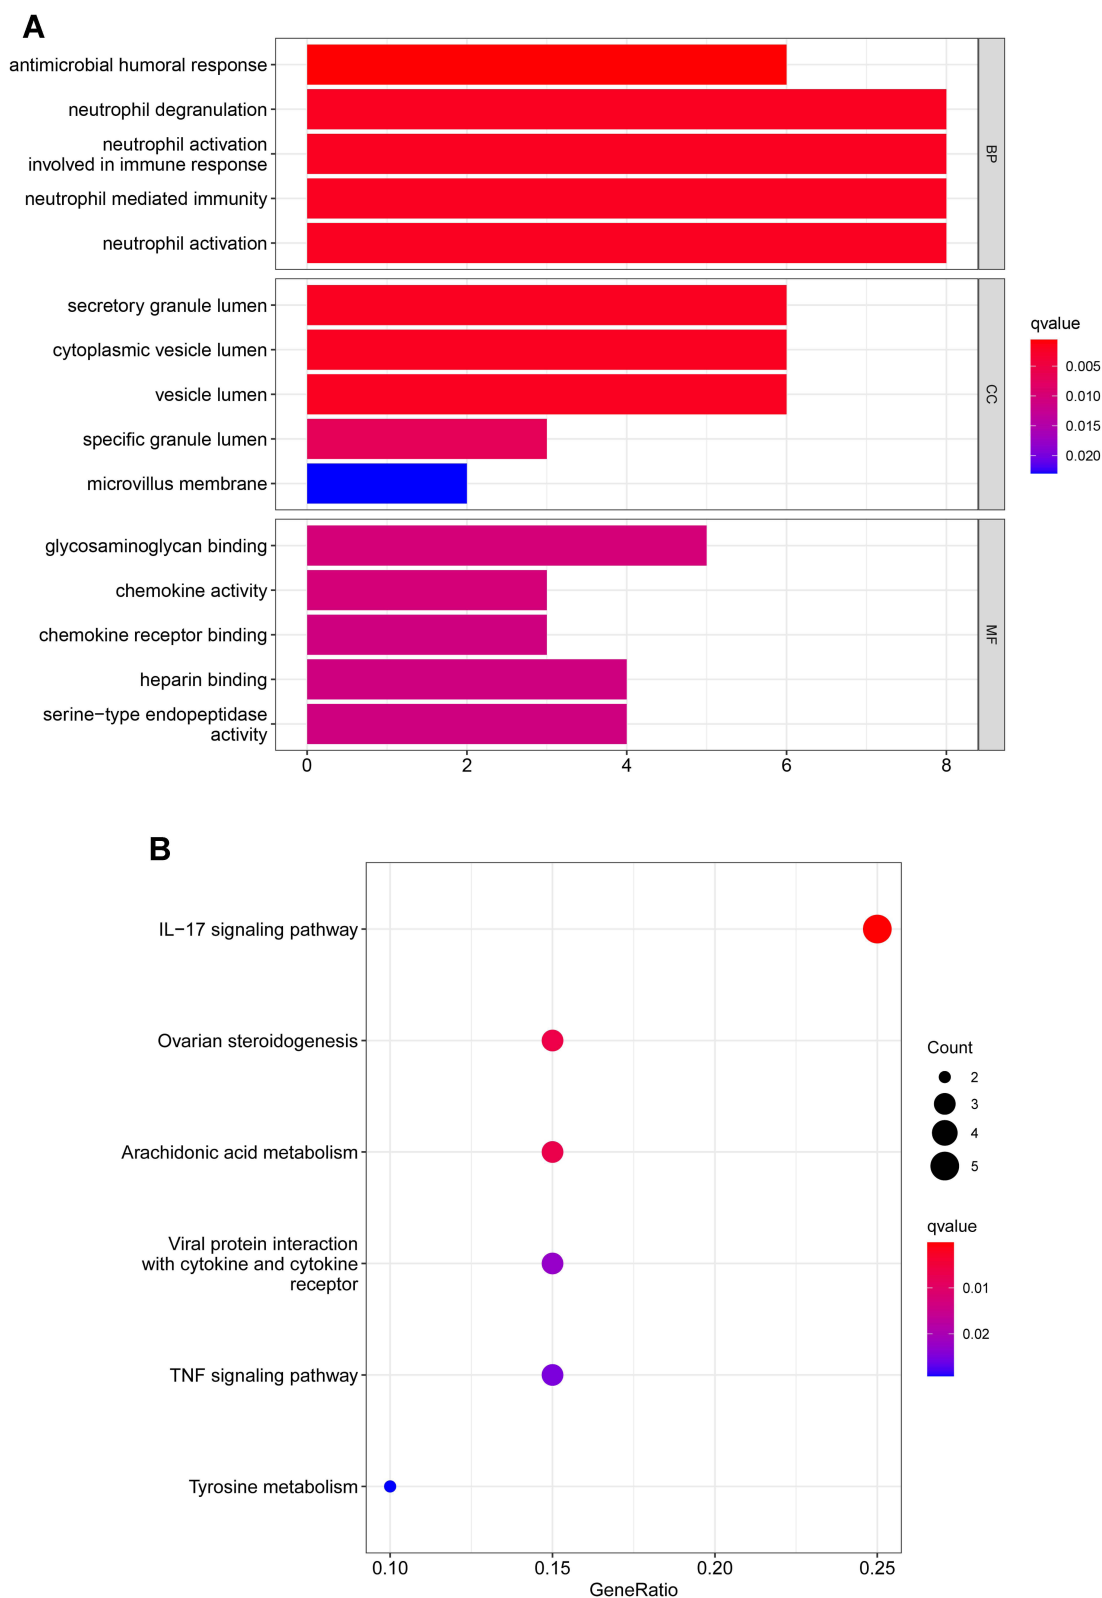 A
antimicrobial humoral response
neutrophil degranulation
neutrophil activation
involved in immune response
neutrophil mediated immunity
neutrophil activation
BP
secretory granule lumen
cytoplasmic vesicle lumen
vesicle lumen
specific granule lumen
microvillus membrane
CC
glycosaminoglycan binding
chemokine activity
chemokine receptor binding
heparin binding
serine−type endopeptidase
activity
MF
0 2 4 6 8
qvalue
0.005
0.010
0.015
0.020
B
IL−17 signaling pathway
Ovarian steroidogenesis
Arachidonic acid metabolism
Viral protein interaction
with cytokine and cytokine
receptor
TNF signaling pathway
Tyrosine metabolism
0.10 0.15 0.20 0.25
GeneRatio
Count
2
3
4
5
qvalue
0.01
0.02